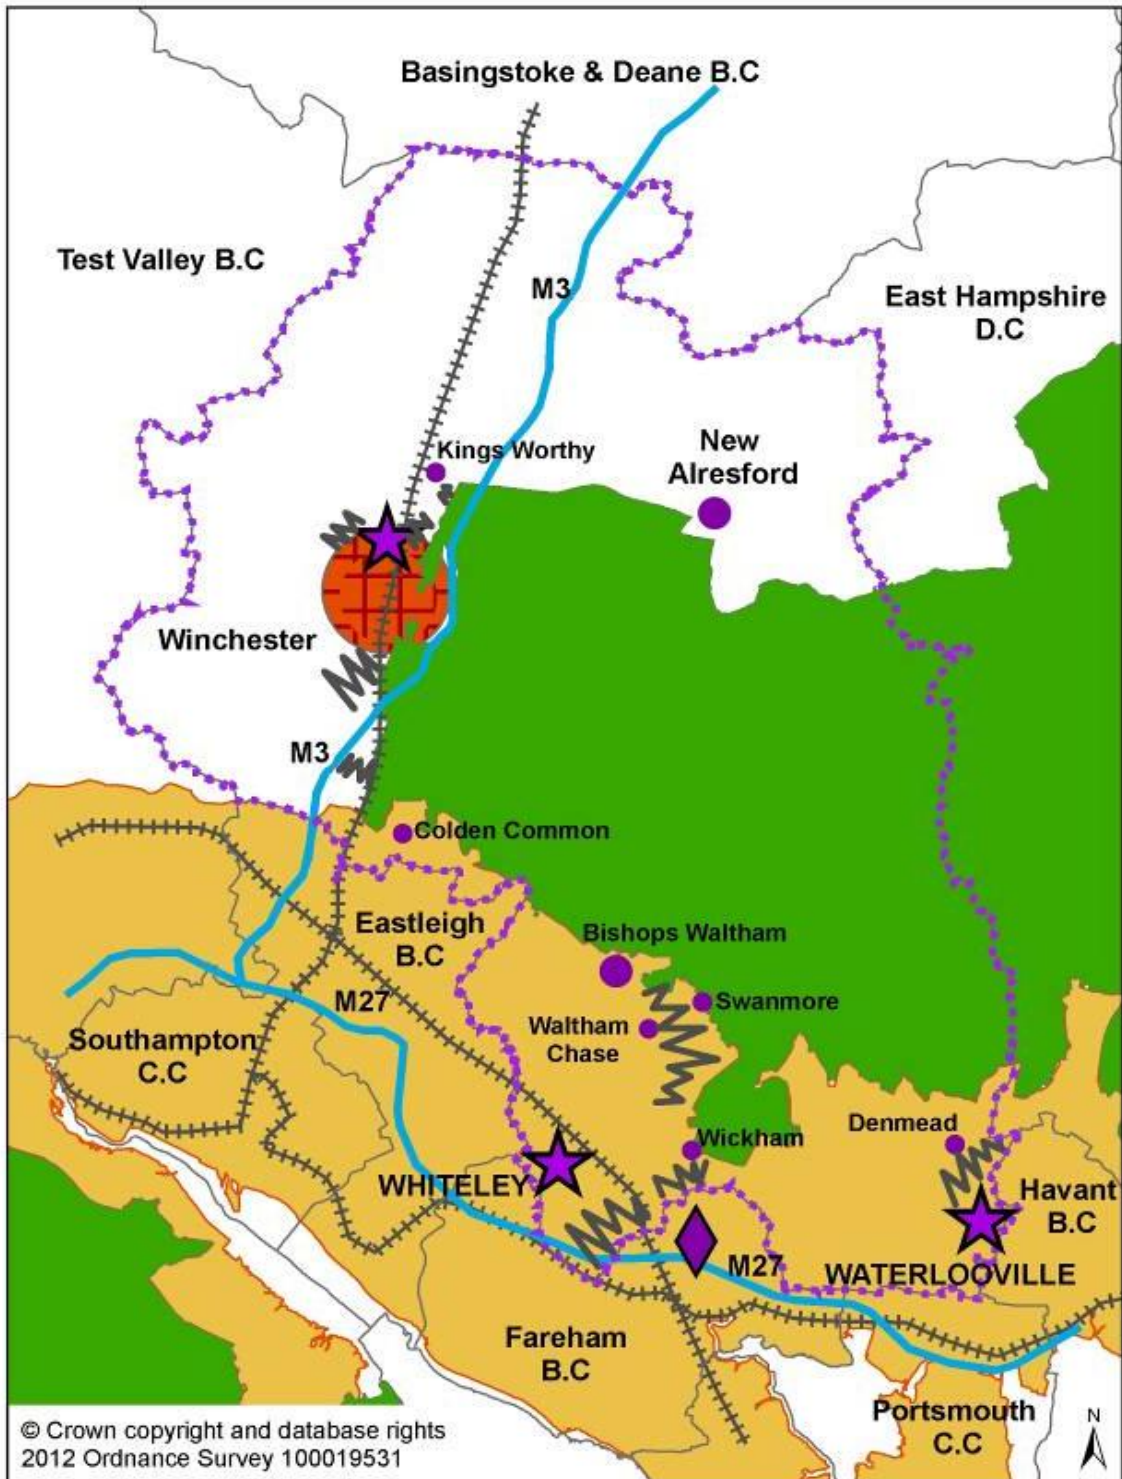 Basingstoke & Deane B.C
Test Valley B.C
M3
East Hampshire
D.C
Kings Worthy
New
Alresford
Winchester
M3
Colden Common
Eastleigh
B.C
Bishops Waltham
M27
Swanmore
Waltham
Chase
Southampton
C.C
Denmead
Wickham
WHITELEY
Havant
B.C
M27
WATERLOOVILLE
Fareham
B.C
Portsmouth
C.C
N
© Crown copyright and database rights
2012 Ordnance Survey 100019531